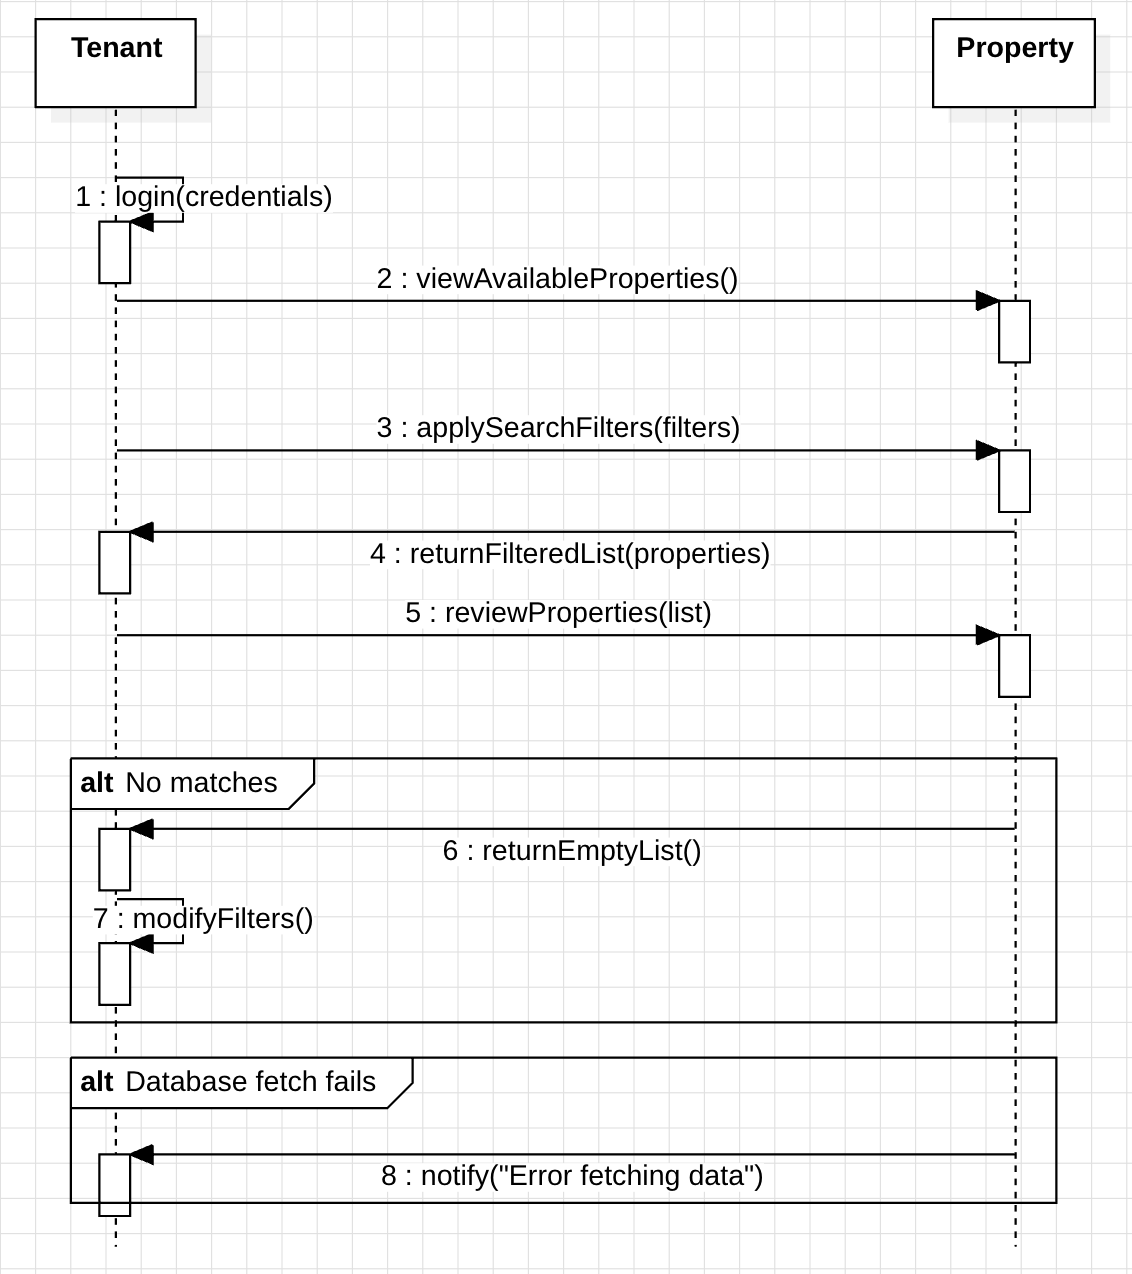 Tenant
Property
1 : login(credentials)
2 : viewAvailableProperties()
3 : applySearchFilters(filters)
4 : returnFilteredList(properties)
5 : reviewProperties(list)
alt No matches
6 : returnEmptyList()
7 : modifyFilters()
alt Database fetch fails
8 : notify("Error fetching data")